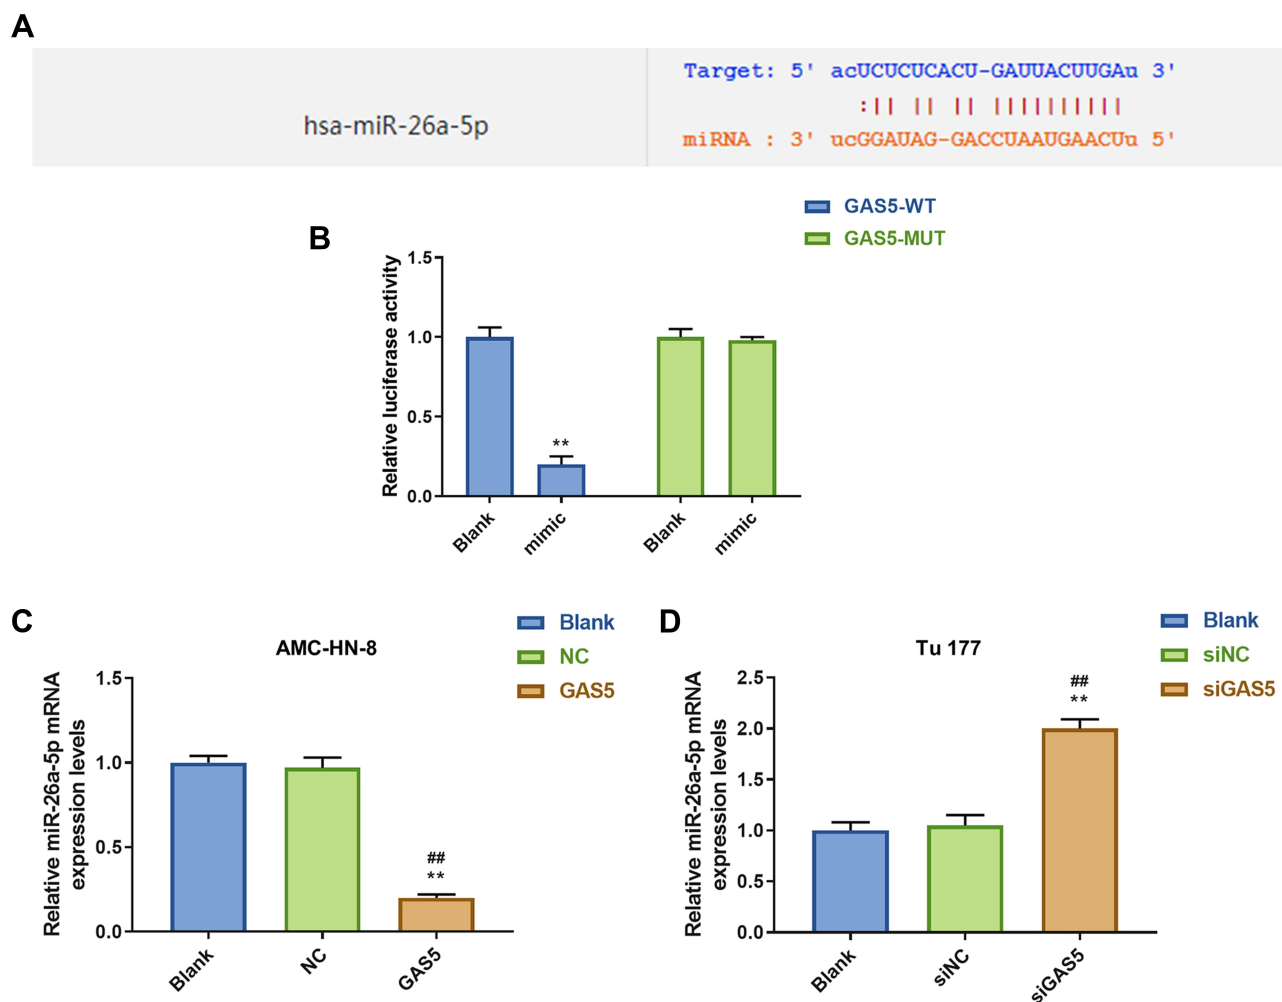 A
hsa-miR-26a-5p
Target: 5' acUCUCUCACU-GAUUACUUGAu 3'
:|| || || ||||||||||
miRNA : 3' ucGGAUAG-GACCUAAUGAACUu 5'
B
GAS5-WT
GAS5-MUT
Relative luciferase activity
1.5
1.0
0.5
0.0
**
Blank
mimic
Blank
mimic
C
AMC-HN-8
Blank
NC
GAS5
Relative miR-26a-5p mRNA
expression levels
1.5
1.0
0.5
0.0
##
**
Blank
NC
GAS5
D
Tu 177
Blank
siNC
siGAS5
Relative miR-26a-5p mRNA
expression levels
2.5
2.0
1.5
1.0
0.5
0.0
##
**
Blank
siNC
siGAS5